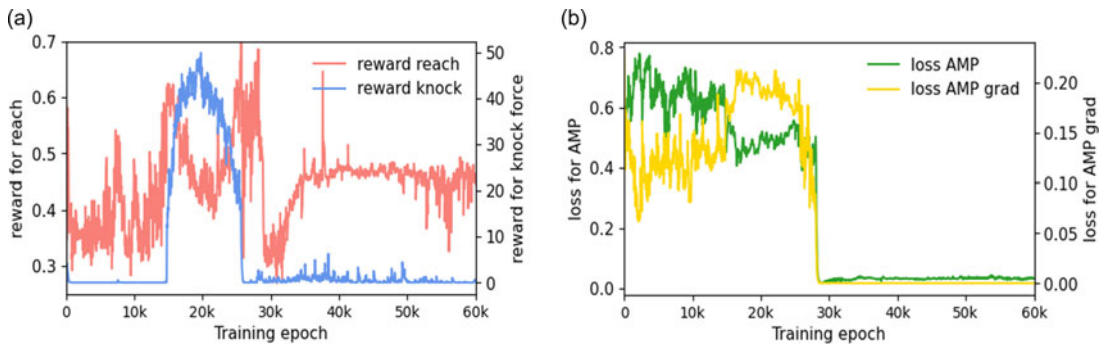 (a)
0.7
0.6
0.5
0.4
0.3
reward for reach
50
40
30
20
10
0
reward for knock force
reward reach
reward knock
0
10k
20k
30k
40k
50k
60k
Training epoch
(b)
0.8
0.6
0.4
0.2
0.0
loss for AMP
0.20
0.15
0.10
0.05
0.00
loss for AMP grad
loss AMP
loss AMP grad
0
10k
20k
30k
40k
50k
60k
Training epoch